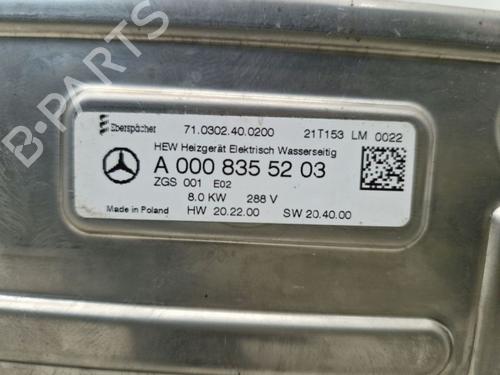 B-PARTS
Eberspächer 71.0302.40.0200 21T153 LM 0022
HEW Heizgerät Elektrisch Wasserseitig
A 000 835 52 03
ZGS 001 E02
8.0 KW 288 V
Made in Poland HW 20.22.00 SW 20.40.00